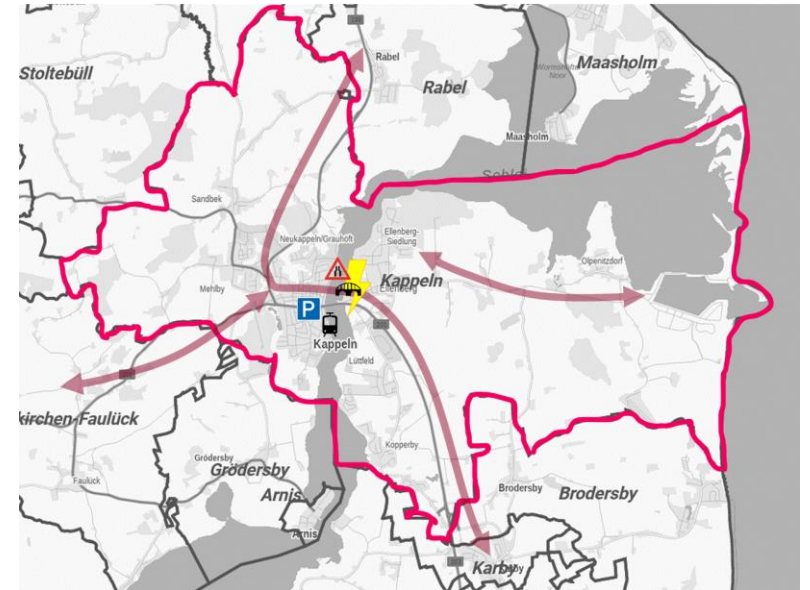 Rabel
Maasholm
Stoltebüll
Rabel
Maasholm
Sandbek
Neukappeln/Grauhoft
Ellenberg-
Siedlung
Olpenitzdorf
Kappeln
Mehlby
Ellenberg
P
Kappeln
Lüttfeld
kirchen-Faulück
Kopperby
Grödersby
Grödersby
Faulück
Arnis
Brodersby
Brodersby
Arnis
Karby